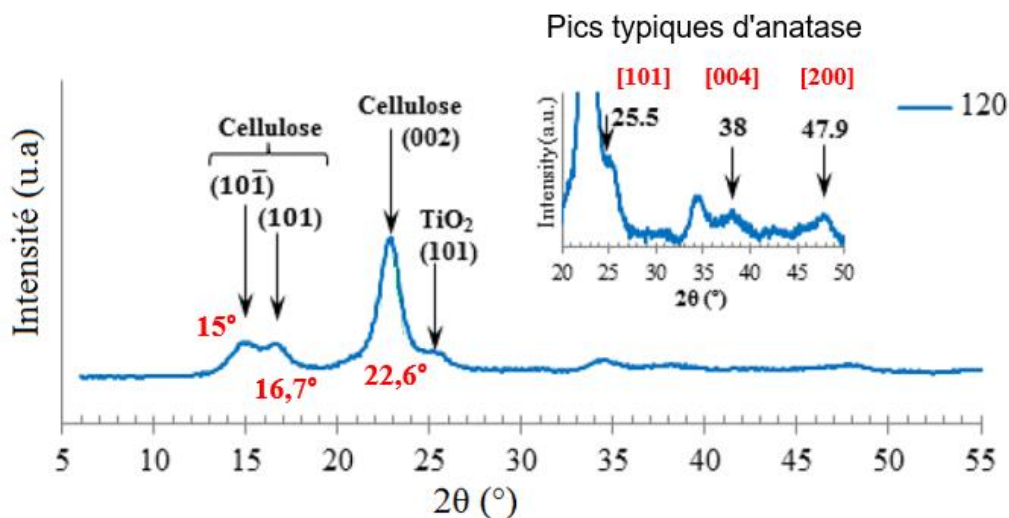 Pics typiques d'anatase
[101] [004] [200]
25.5 38 47.9
Intensity (a.u.)
20 25 30 35 40 45 50
2θ (°)
120
Cellulose
(002)
Cellulose
(101̅)
(101)
TiO₂
(101)
15°
16,7°
22,6°
Intensité (u.a)
5 10 15 20 25 30 35 40 45 50 55
2θ (°)